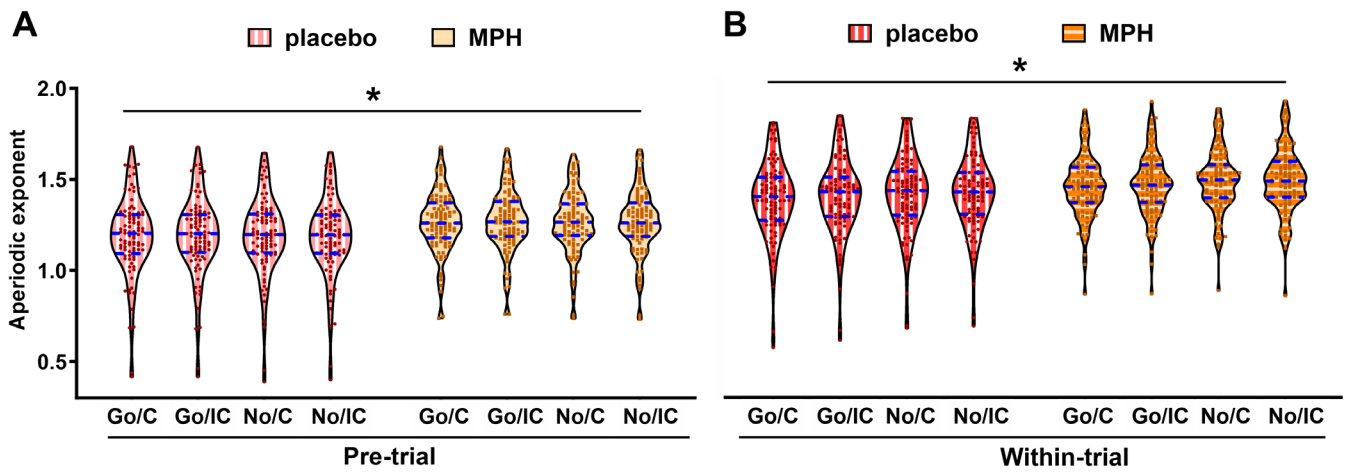 A
placebo MPH
Aperiodic exponent
2.0
*
1.5
1.0
0.5
Go/C Go/IC No/C No/IC Go/C Go/IC No/C No/IC
Pre-trial
B
placebo MPH
*
Go/C Go/IC No/C No/IC Go/C Go/IC No/C No/IC
Within-trial